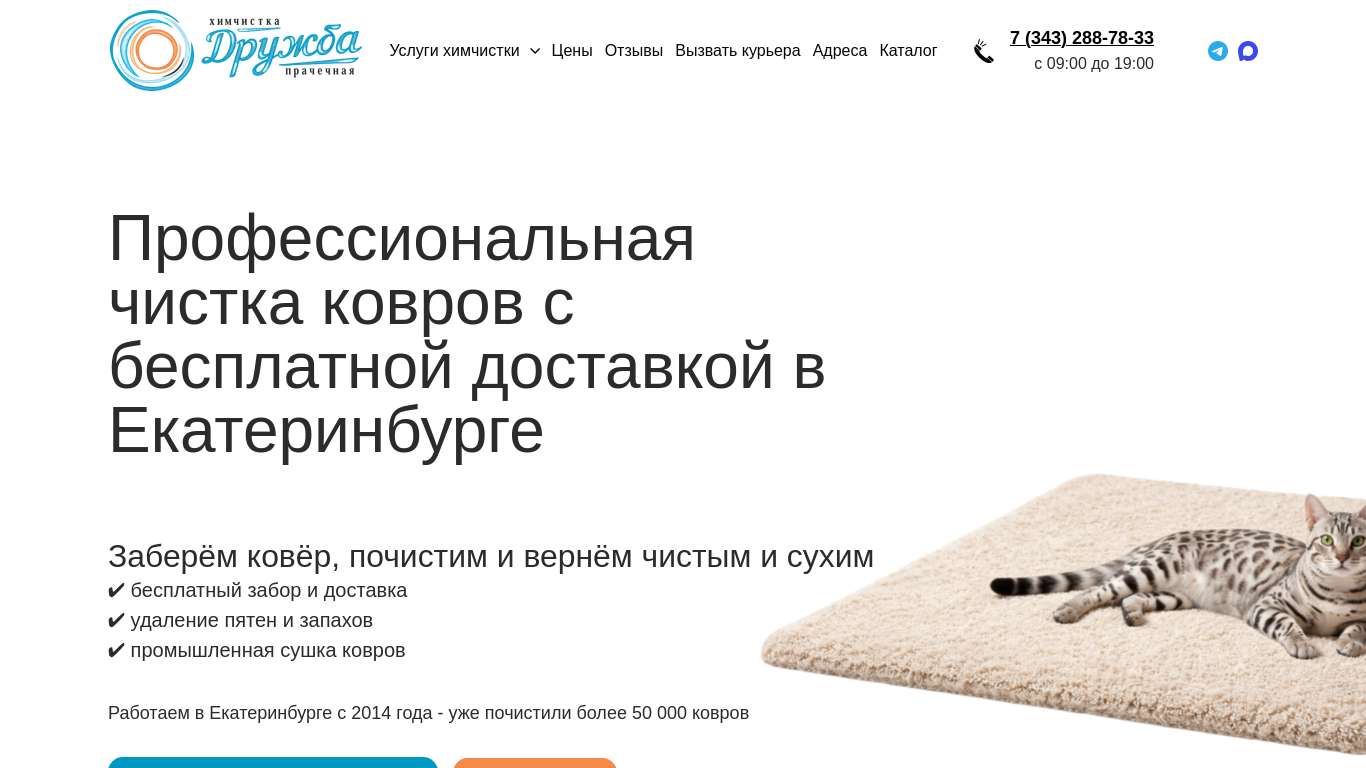 химчистка
Дружба
прачечная
Услуги химчистки
Цены
Отзывы
Вызвать курьера
Адреса
Каталог
7 (343) 288-78-33
с 09:00 до 19:00
Профессиональная
чистка ковров с
бесплатной доставкой в
Екатеринбурге
Заберём ковёр, почистим и вернём чистым и сухим
✔ бесплатный забор и доставка
✔ удаление пятен и запахов
✔ промышленная сушка ковров
Работаем в Екатеринбурге с 2014 года - уже почистили более 50 000 ковров